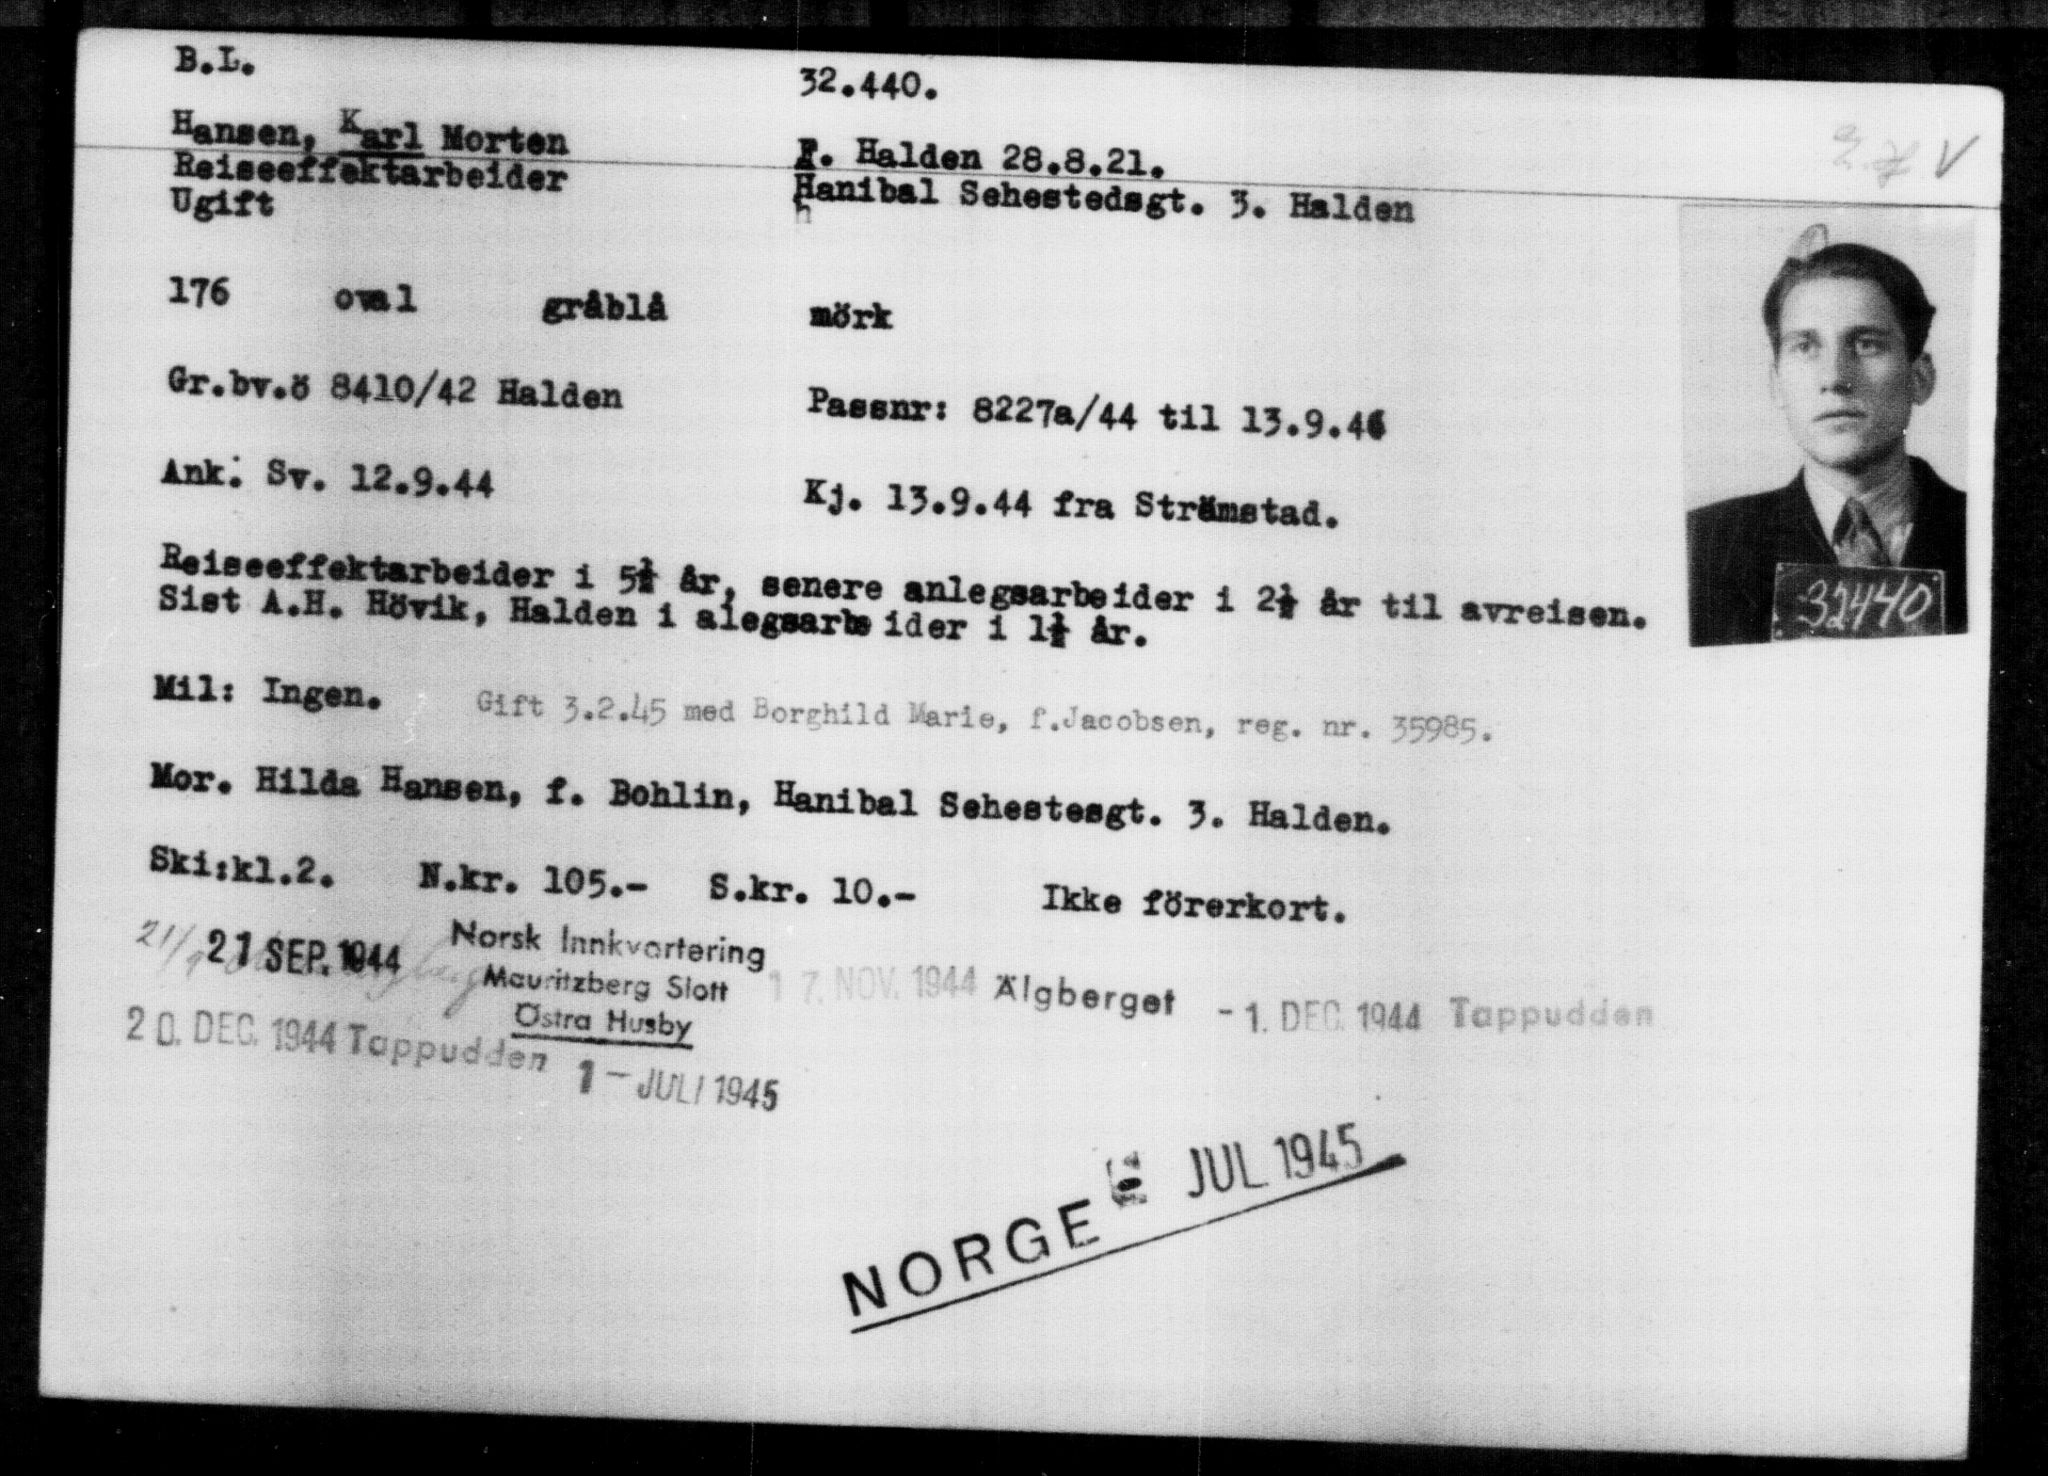 B.L. 32.440.
Hansen, Karl Morten F. Halden 28.8.21.
Reiseeffektarbeider Hanibal Sehestedsgt. 3. Halden
Ugift h
176 oval gråblå mörk
Gr.bv.ö 8410/42 Halden Passnr: 8227a/44 til 13.9.46
Ank: Sv. 12.9.44 Kj. 13.9.44 fra Strömstad.
Reiseeffektarbeider i 5½ år, senere anlegsarbeider i 2½ år til avreisen.
Sist A.H. Hövik, Halden i alegsarbeider i 1½ år.
Mil: Ingen. Gift 3.2.45 med Borghild Marie, f.Jacobsen, reg. nr. 35985.
Mor. Hilda Hansen, f. Bohlin, Hanibal Sehestesgt. 3. Halden.
Ski:kl.2. N.kr. 105.- S.kr. 10.- Ikke förerkort.
21/9
21 SEP. 1944 Norsk Innkvartering
Mauritzberg Slott
Östra Husby
17. NOV. 1944 Älgberget
-1. DEC. 1944 Tappudden
20. DEC. 1944 Tappudden
1 - JULI 1945
NORGE JUL 1945
32440